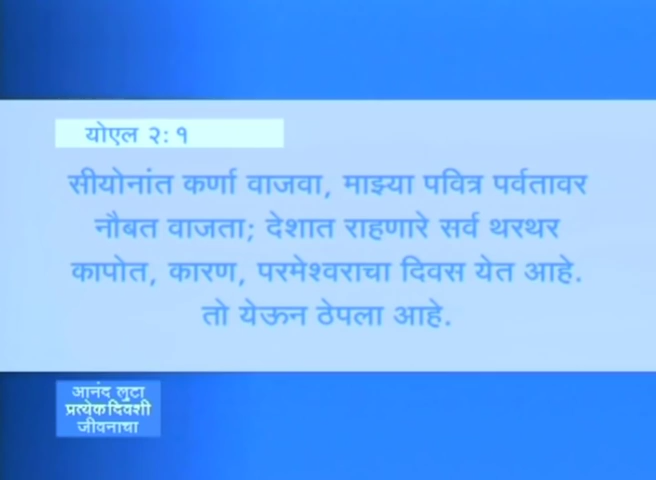 योएल २:१
सीयोनांत कर्णा वाजवा, माझ्या पवित्र पर्वतावर
नौबत वाजता; देशात राहणारे सर्व थरथर
कापोत, कारण, परमेश्वराचा दिवस येत आहे.
तो येऊन ठेपला आहे.
आनंद लुटा
प्रत्येक दिवशी
जीवनाचा